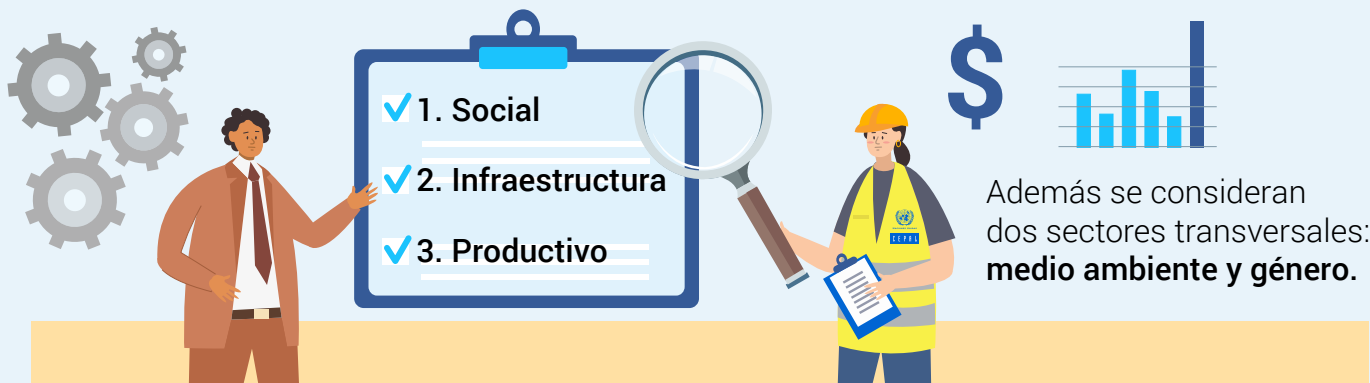 1. Social
2. Infraestructura
3. Productivo
$
CEPAL
Además se consideran
dos sectores transversales:
medio ambiente y género.